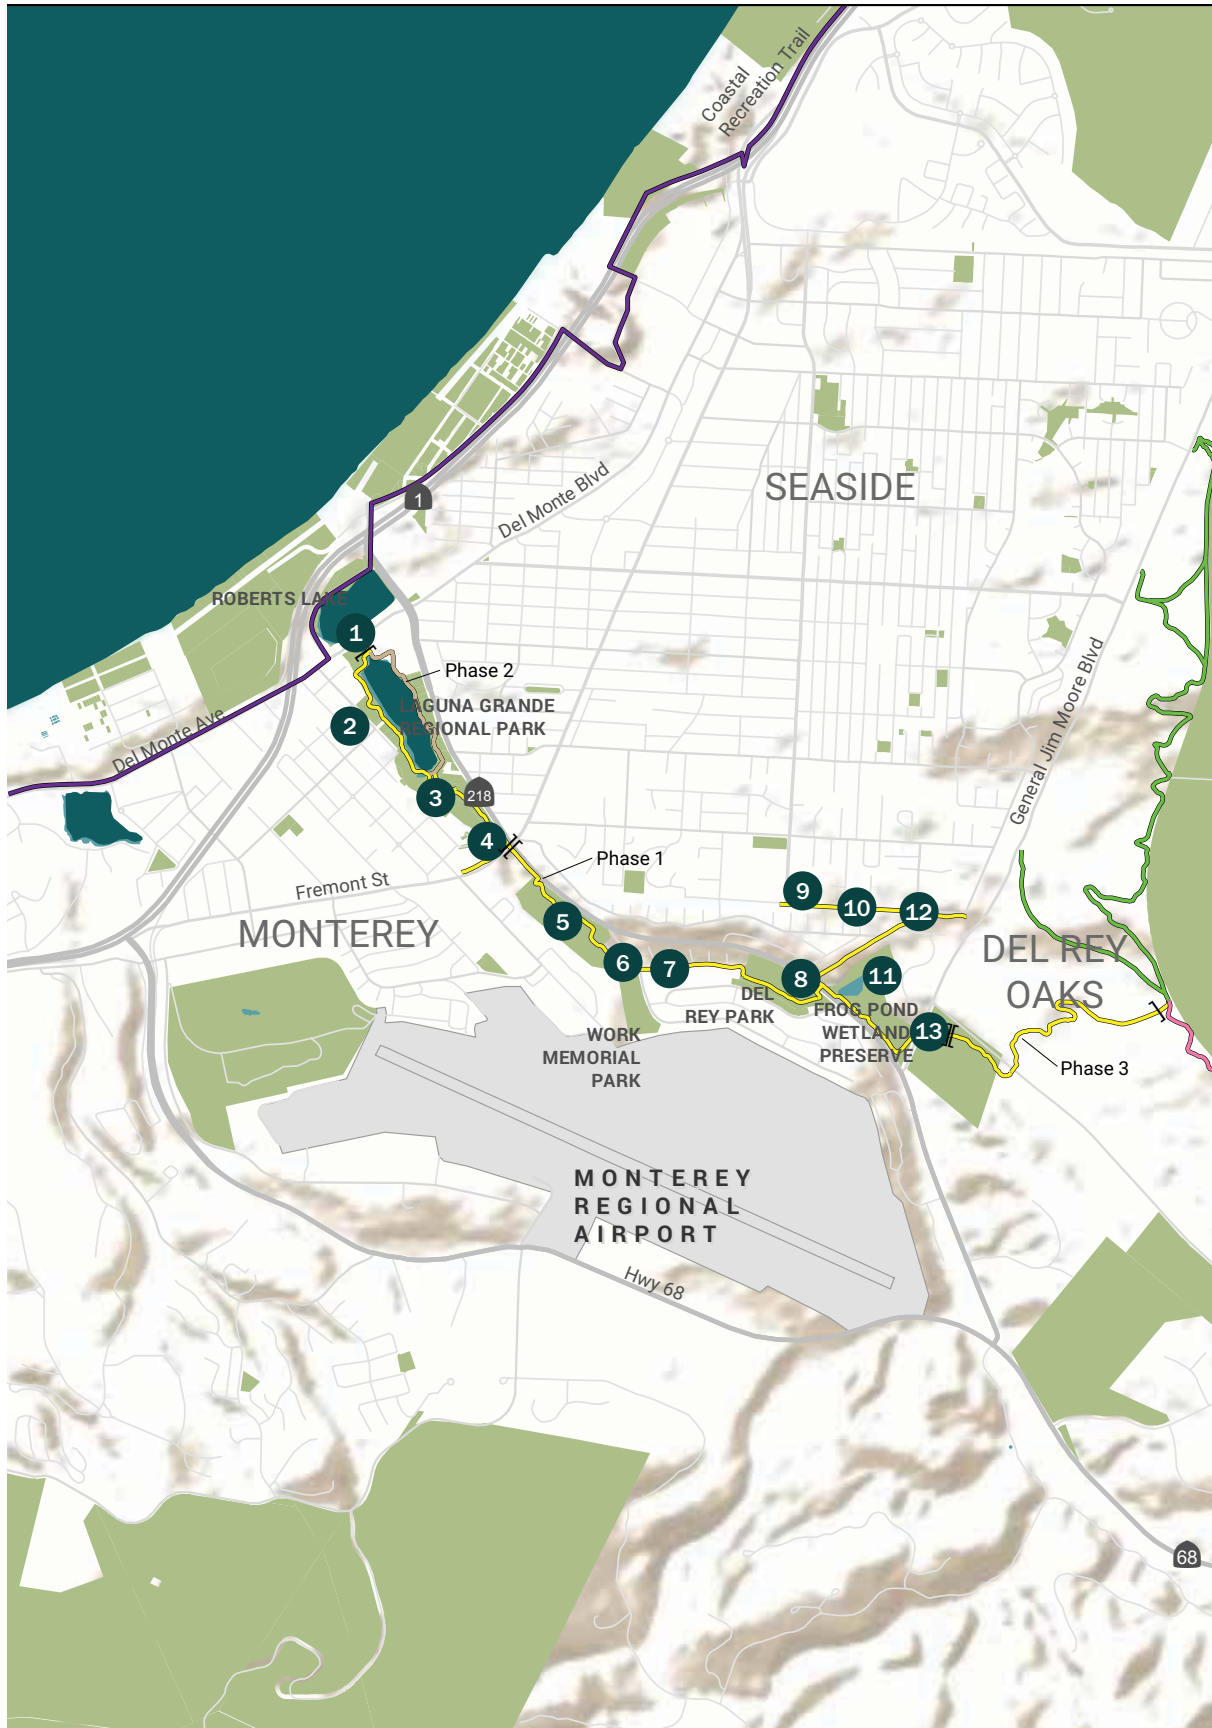 Coastal
Recreation Trail
SEASIDE
1
Del Monte Blvd
ROBERTS LAKE
1
Phase 2
LAGUNA GRANDE
REGIONAL PARK
2
Del Monte Ave
General Jim Moore Blvd
3
218
4
Phase 1
Fremont St
MONTEREY
9
10
12
5
6
7
8
11
DEL REY
OAKS
DEL
REY PARK
FROG POND
WETLAND
PRESERVE
13
WORK
MEMORIAL
PARK
Phase 3
MONTEREY
REGIONAL
AIRPORT
Hwy 68
68